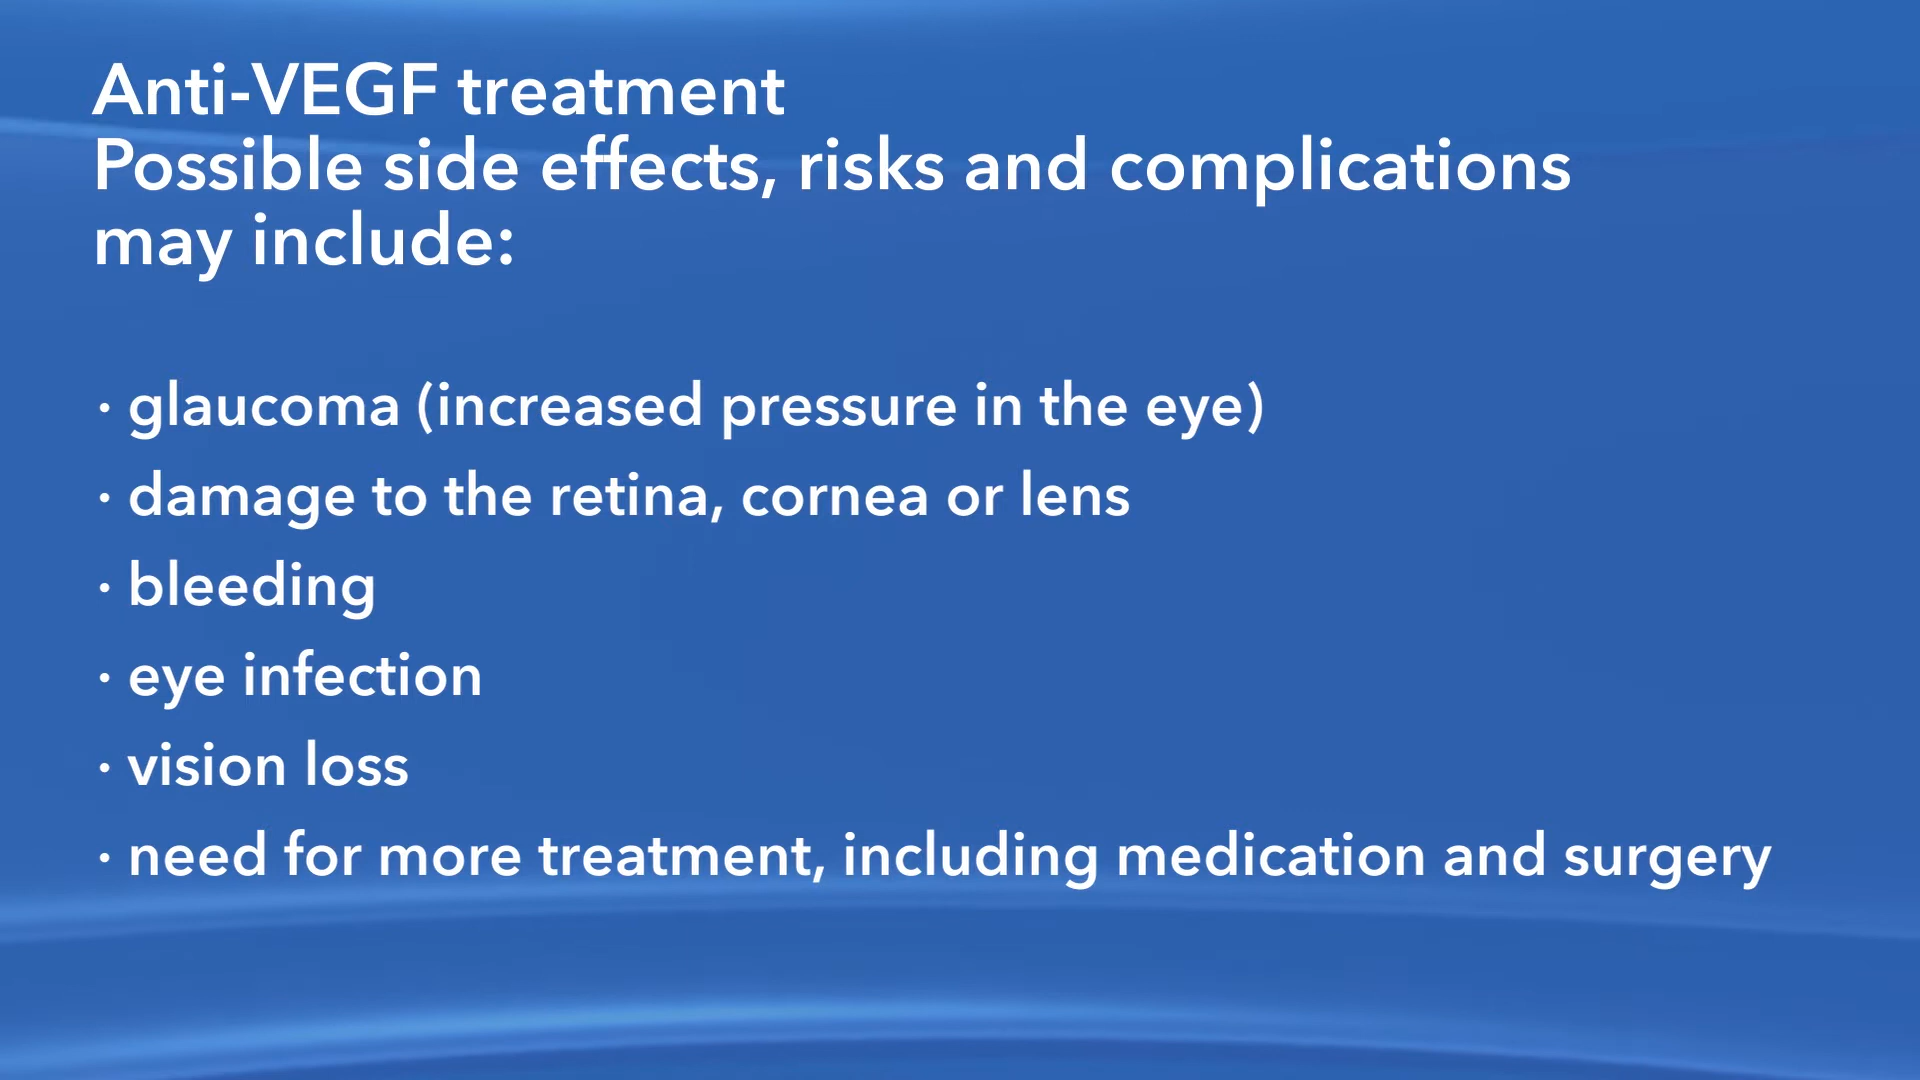 Anti-VEGF treatment
Possible side effects, risks and complications
may include:
· glaucoma (increased pressure in the eye)
· damage to the retina, cornea or lens
· bleeding
· eye infection
· vision loss
· need for more treatment, including medication and surgery